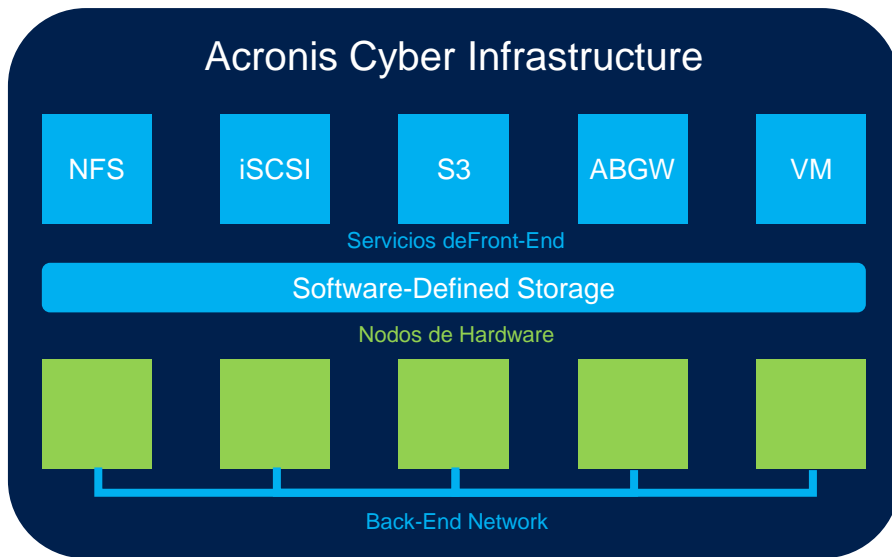 Acronis Cyber Infrastructure
NFS iSCSI S3 ABGW VM
Servicios deFront-End
Software-Defined Storage
Nodos de Hardware
Back-End Network